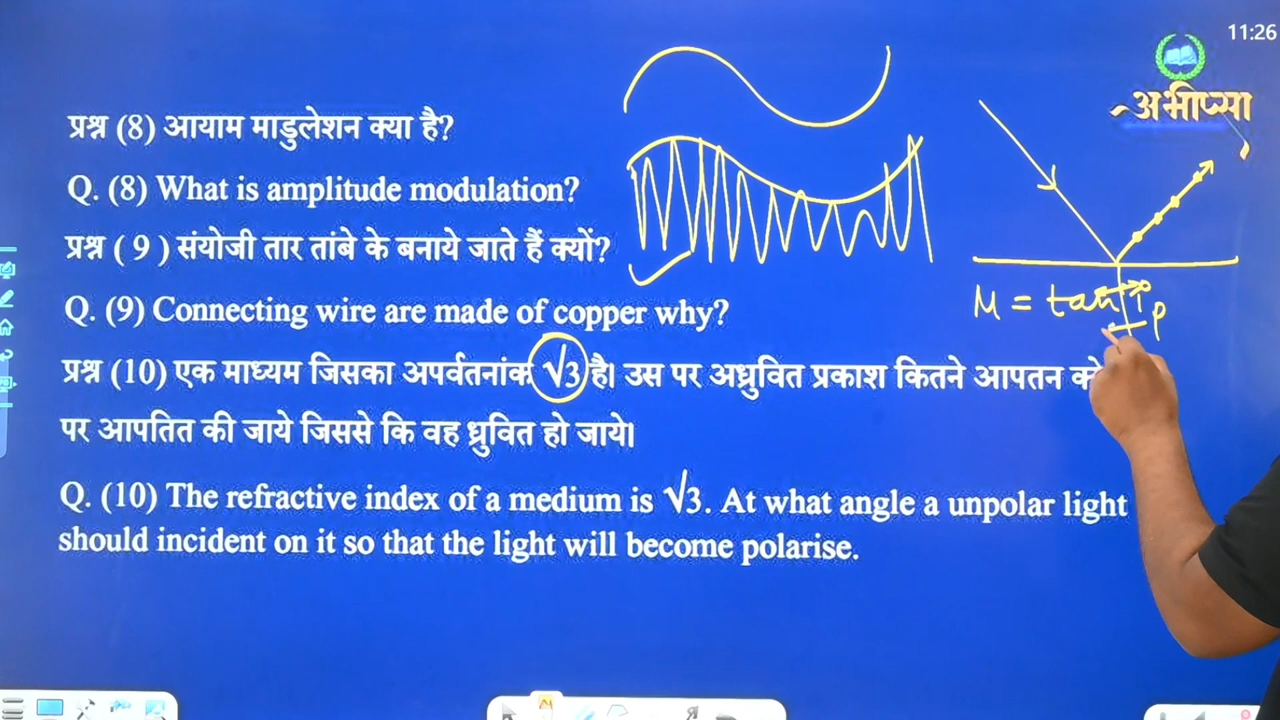 11:26
अभीप्सा
प्रश्न (8) आयाम माडुलेशन क्या है?
Q. (8) What is amplitude modulation?
प्रश्न ( 9 ) संयोजी तार तांबे के बनाये जाते हैं क्यों?
Q. (9) Connecting wire are made of copper why?
M = tan
प्रश्न (10) एक माध्यम जिसका अपर्वतनांक √3 है। उस पर अध्रुवित प्रकाश कितने आपतन
पर आपतित की जाये जिससे कि वह ध्रुवित हो जाये।
Q. (10) The refractive index of a medium is √3. At what angle a unpolar light
should incident on it so that the light will become polarise.